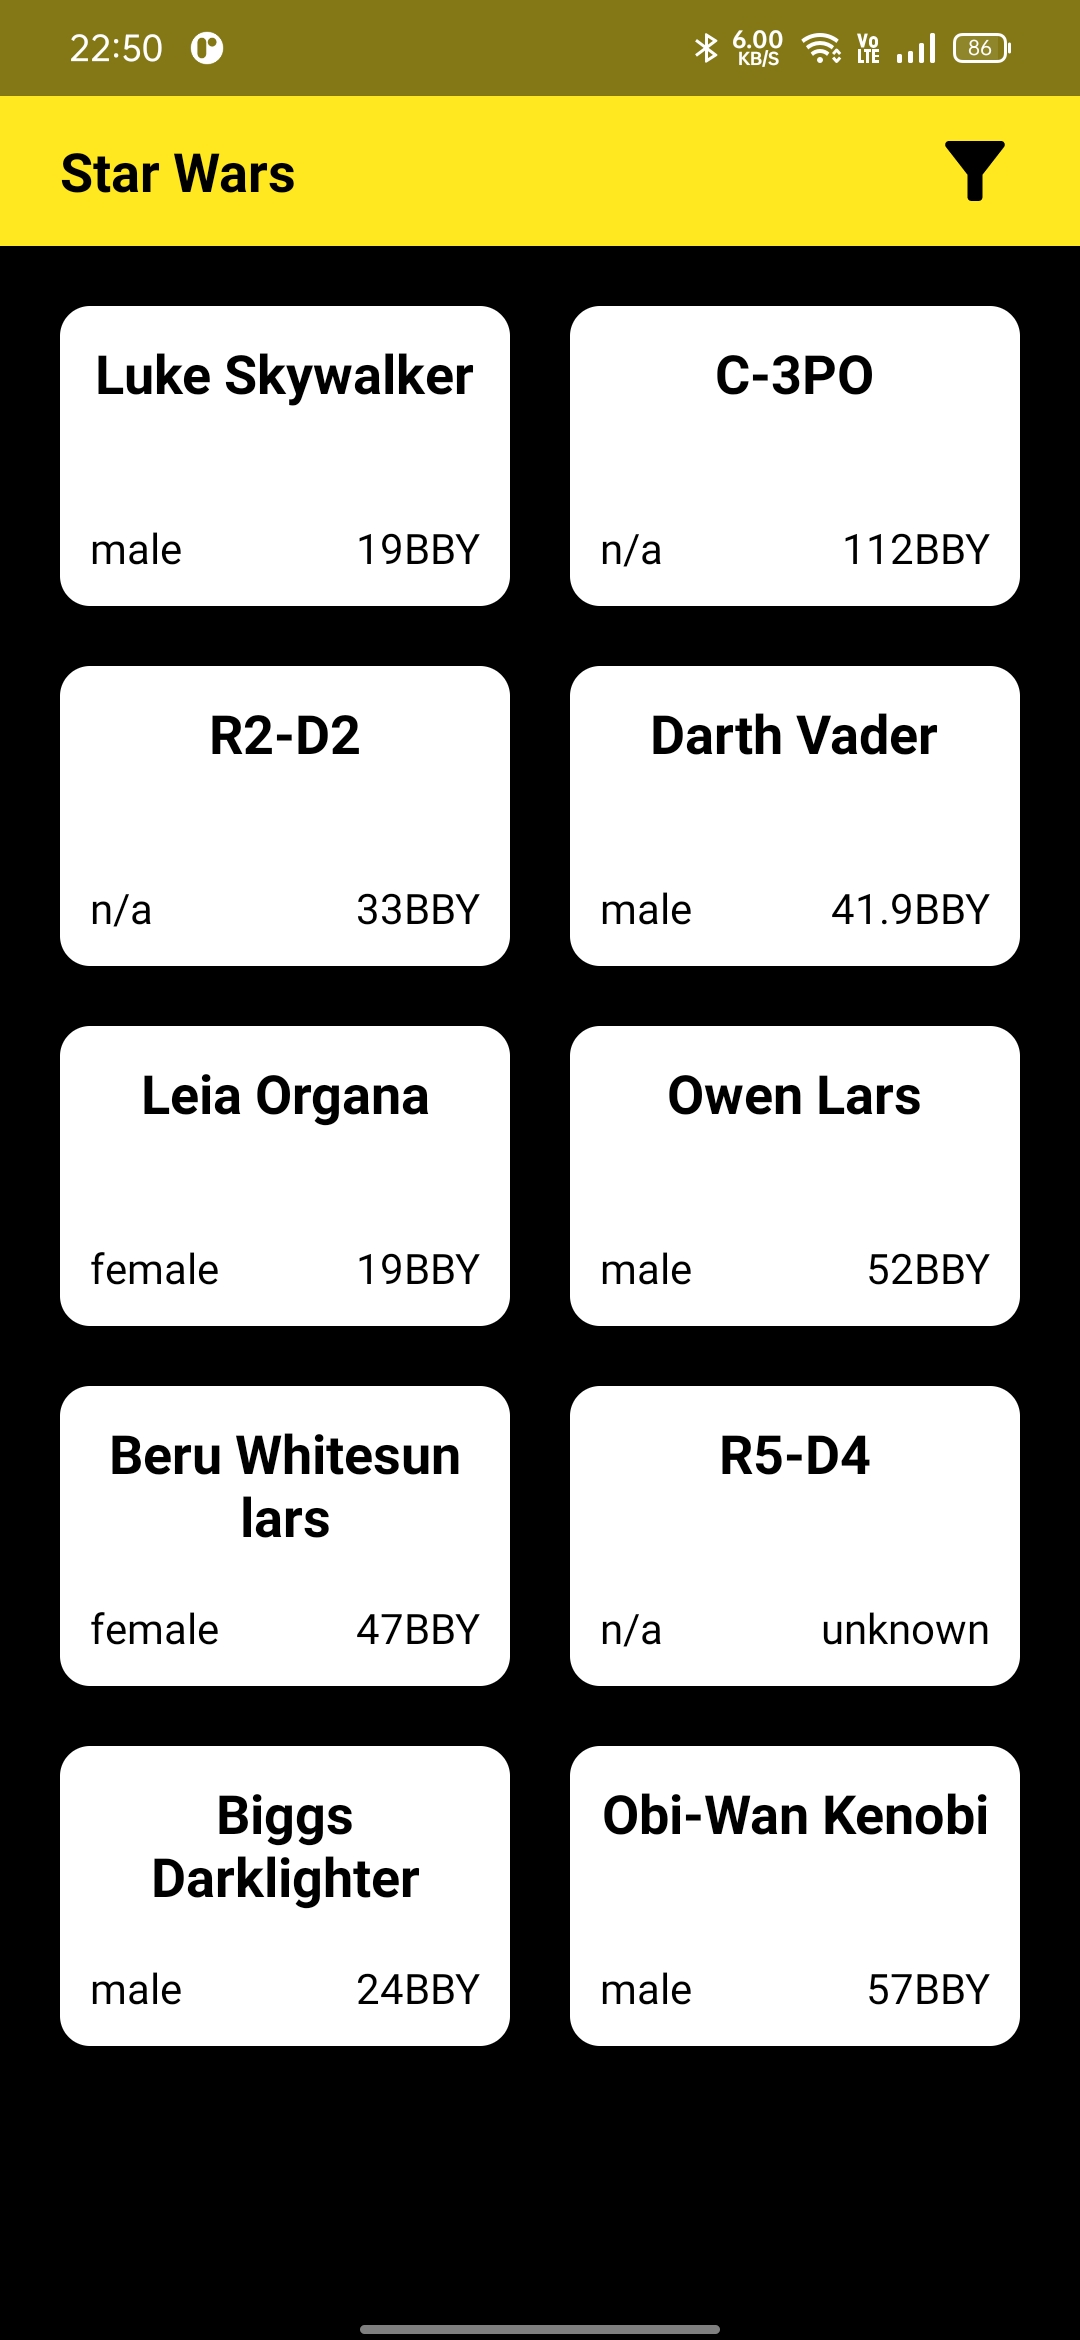 22:50
6.00
KB/S
Vo
LTE
86
Star Wars
Luke Skywalker
male 19BBY
C-3PO
n/a 112BBY
R2-D2
n/a 33BBY
Darth Vader
male 41.9BBY
Leia Organa
female 19BBY
Owen Lars
male 52BBY
Beru Whitesun
lars
female 47BBY
R5-D4
n/a unknown
Biggs
Darklighter
male 24BBY
Obi-Wan Kenobi
male 57BBY